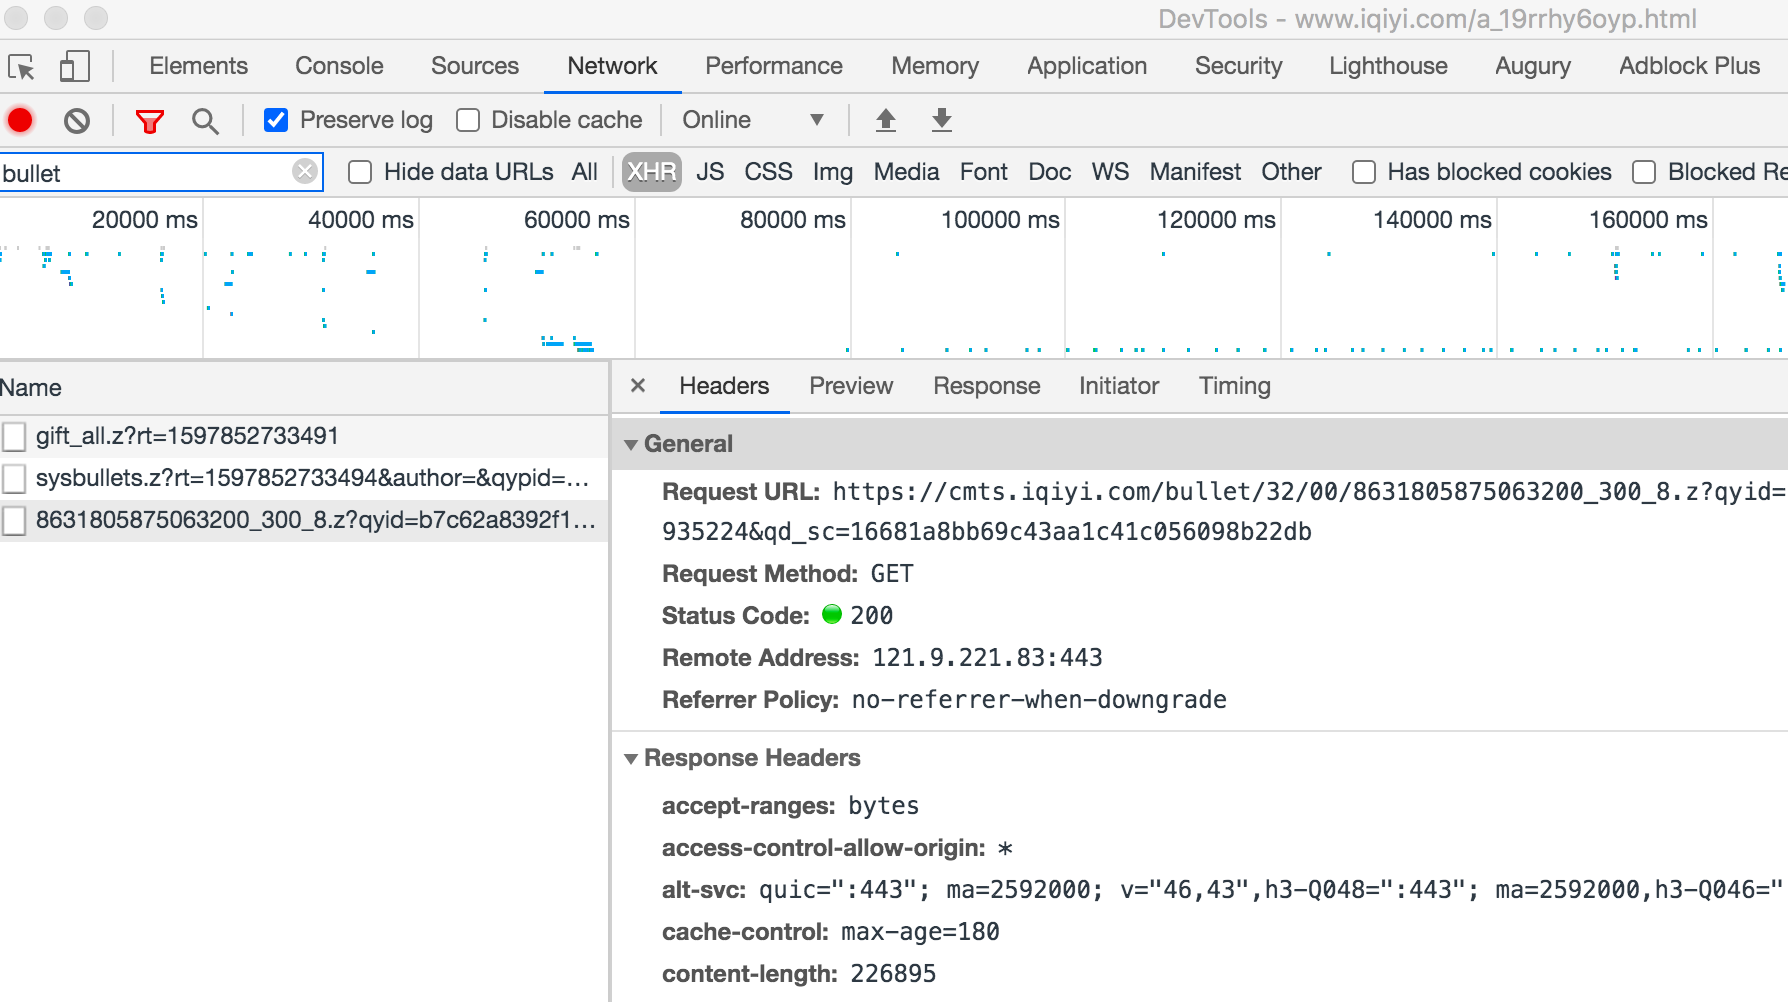 DevTools - www.iqiyi.com/a_19rrhy6oyp.html
Elements Console Sources Network Performance Memory Application Security Lighthouse Augury Adblock Plus
Preserve log Disable cache Online
bullet Hide data URLs All XHR JS CSS Img Media Font Doc WS Manifest Other Has blocked cookies Blocked Re
20000 ms 40000 ms 60000 ms 80000 ms 100000 ms 120000 ms 140000 ms 160000 ms
Name
Headers Preview Response Initiator Timing
gift_all.z?rt=1597852733491
sysbullets.z?rt=1597852733494&author=&qypid=...
8631805875063200_300_8.z?qyid=b7c62a8392f1...
General
Request URL: https://cmts.iqiyi.com/bullet/32/00/8631805875063200_300_8.z?qyid=
935224&qd_sc=16681a8bb69c43aa1c41c056098b22db
Request Method: GET
Status Code: 200
Remote Address: 121.9.221.83:443
Referrer Policy: no-referrer-when-downgrade
Response Headers
accept-ranges: bytes
access-control-allow-origin: *
alt-svc: quic=":443"; ma=2592000; v="46,43",h3-Q048=":443"; ma=2592000,h3-Q046="
cache-control: max-age=180
content-length: 226895